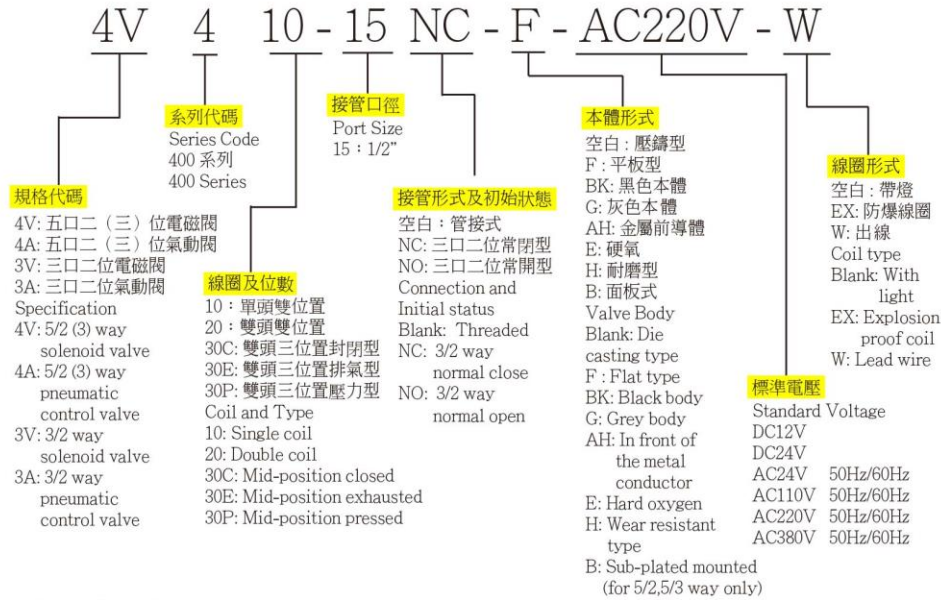 4V 4 10 - 15 NC - F - AC220V - W
規格代碼
4V: 五口二（三）位電磁閥
4A: 五口二（三）位氣動閥
3V: 三口二位電磁閥
3A: 三口二位氣動閥
Specification
4V: 5/2 (3) way
solenoid valve
4A: 5/2 (3) way
pneumatic
control valve
3V: 3/2 way
solenoid valve
3A: 3/2 way
pneumatic
control valve
系列代碼
Series Code
400 系列
400 Series
線圈及位數
10：單頭雙位置
20：雙頭雙位置
30C: 雙頭三位置封閉型
30E: 雙頭三位置排氣型
30P: 雙頭三位置壓力型
Coil and Type
10: Single coil
20: Double coil
30C: Mid-position closed
30E: Mid-position exhausted
30P: Mid-position pressed
接管口徑
Port Size
15：1/2"
接管形式及初始狀態
空白：管接式
NC: 三口二位常閉型
NO: 三口二位常開型
Connection and
Initial status
Blank: Threaded
NC: 3/2 way
normal close
NO: 3/2 way
normal open
本體形式
空白：壓鑄型
F：平板型
BK: 黑色本體
G: 灰色本體
AH: 金屬前導體
E: 硬氧
H: 耐磨型
B: 面板式
Valve Body
Blank: Die
casting type
F : Flat type
BK: Black body
G: Grey body
AH: In front of
the metal
conductor
E: Hard oxygen
H: Wear resistant
type
B: Sub-plated mounted
(for 5/2,5/3 way only)
標準電壓
Standard Voltage
DC12V
DC24V
AC24V 50Hz/60Hz
AC110V 50Hz/60Hz
AC220V 50Hz/60Hz
AC380V 50Hz/60Hz
線圈形式
空白：帶燈
EX: 防爆線圈
W: 出線
Coil type
Blank: With
light
EX: Explosion
proof coil
W: Lead wire